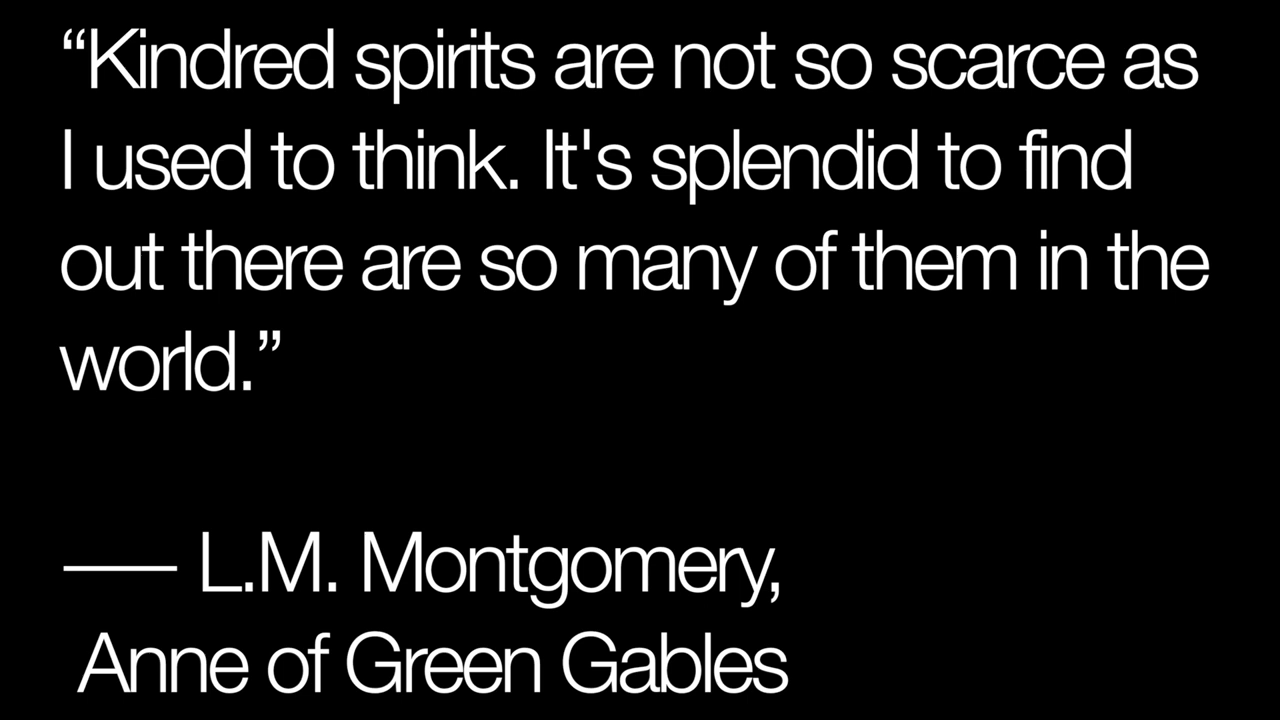 “Kindred spirits are not so scarce as
I used to think. It's splendid to find
out there are so many of them in the
world.”
—– L.M. Montgomery,
Anne of Green Gables